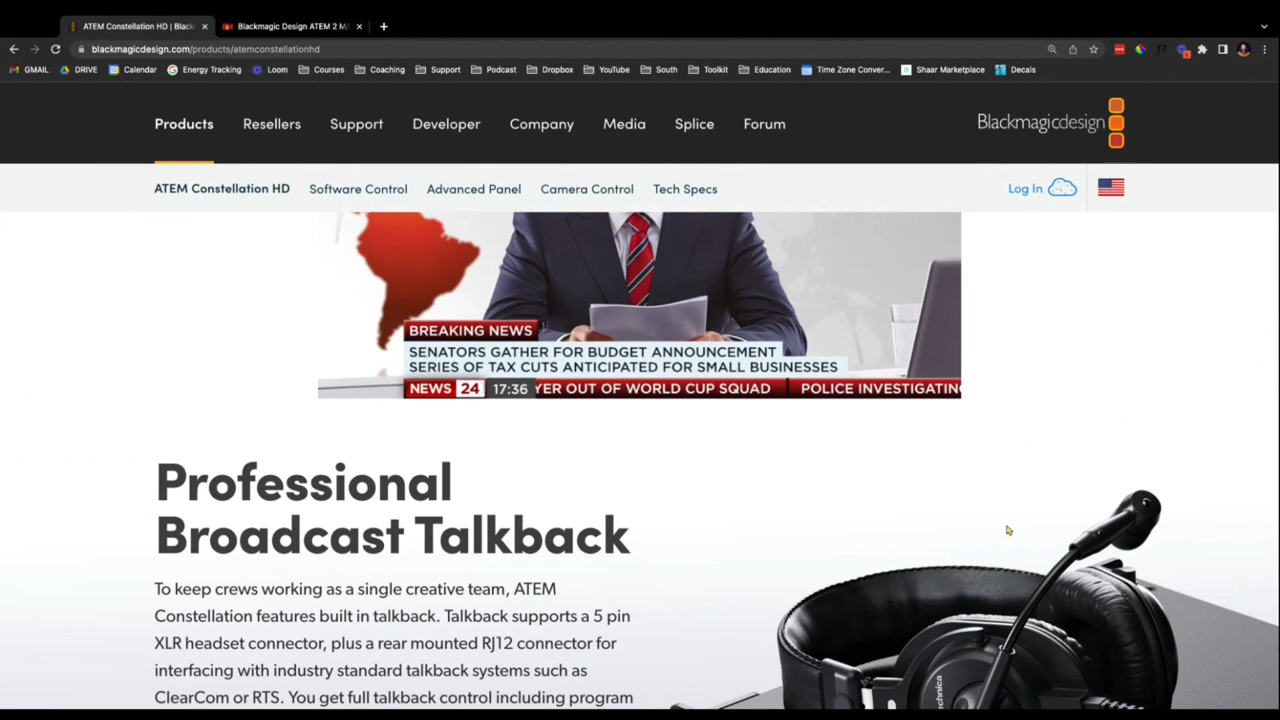 ATEM Constellation HD | Black
Blackmagic Design ATEM 2 M/
blackmagicdesign.com/products/atemconstellationhd
GMAIL DRIVE Calendar Energy Tracking Loom Courses Coaching Support Podcast Dropbox YouTube South Toolkit Education Time Zone Conver... Shaar Marketplace Decals
Products Resellers Support Developer Company Media Splice Forum
Blackmagicdesign
ATEM Constellation HD Software Control Advanced Panel Camera Control Tech Specs Log In
BREAKING NEWS
SENATORS GATHER FOR BUDGET ANNOUNCEMENT
SERIES OF TAX CUTS ANTICIPATED FOR SMALL BUSINESSES
NEWS 24 17:36 YER OUT OF WORLD CUP SQUAD POLICE INVESTIGATIN
Professional
Broadcast Talkback
To keep crews working as a single creative team, ATEM
Constellation features built in talkback. Talkback supports a 5 pin
XLR headset connector, plus a rear mounted RJ12 connector for
interfacing with industry standard talkback systems such as
ClearCom or RTS. You get full talkback control including program
technica